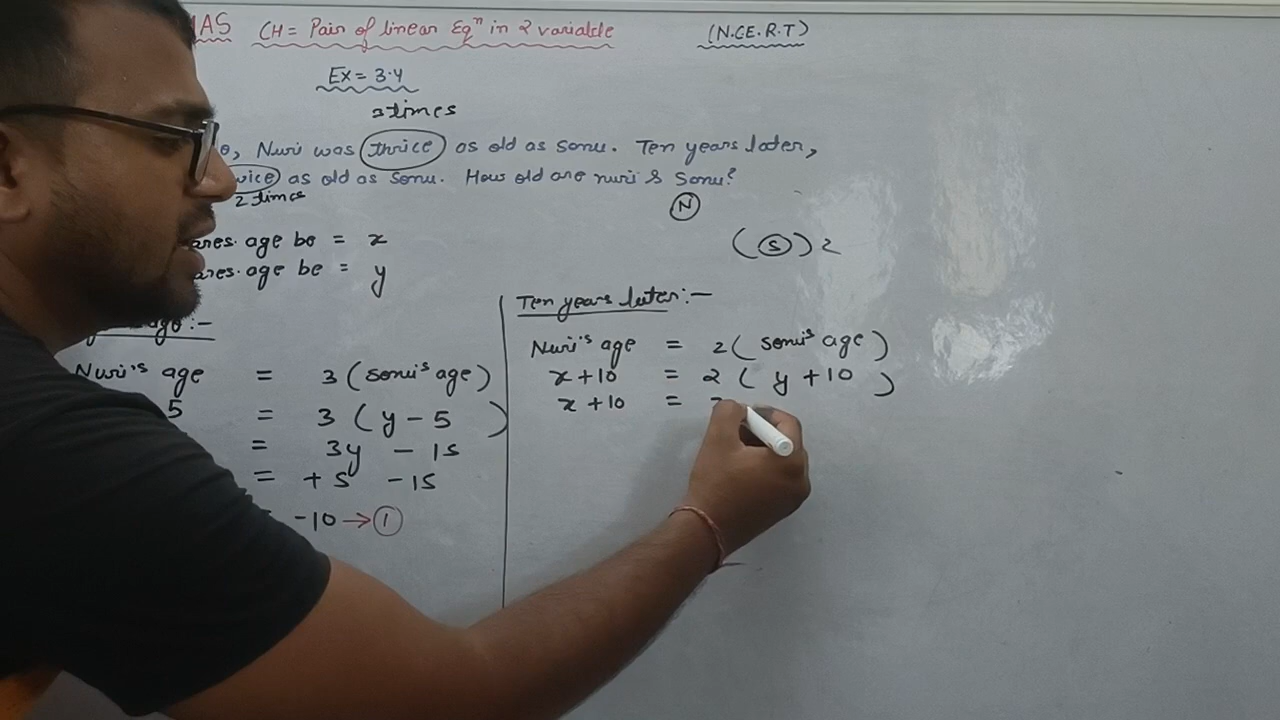 MAS CH = Pair of linear Eqⁿ in 2 variable (N.C.E.R.T)
Ex = 3.4
3 times
o, Nuri was thrice as old as Sonu. Ten years later,
wice as old as Sonu. How old are nuri & Sonu?
2 times
N
(S) 2
ares. age be = x
ares. age be = y
ago :-
Nuri's age = 3 (sonu's age)
5 = 3 ( y - 5 )
= 3y - 15
= + 5 - 15
= -10 → 1
Ten years later :-
Nuri's age = 2 ( sonu's age )
x + 10 = 2 ( y + 10 )
x + 10 =